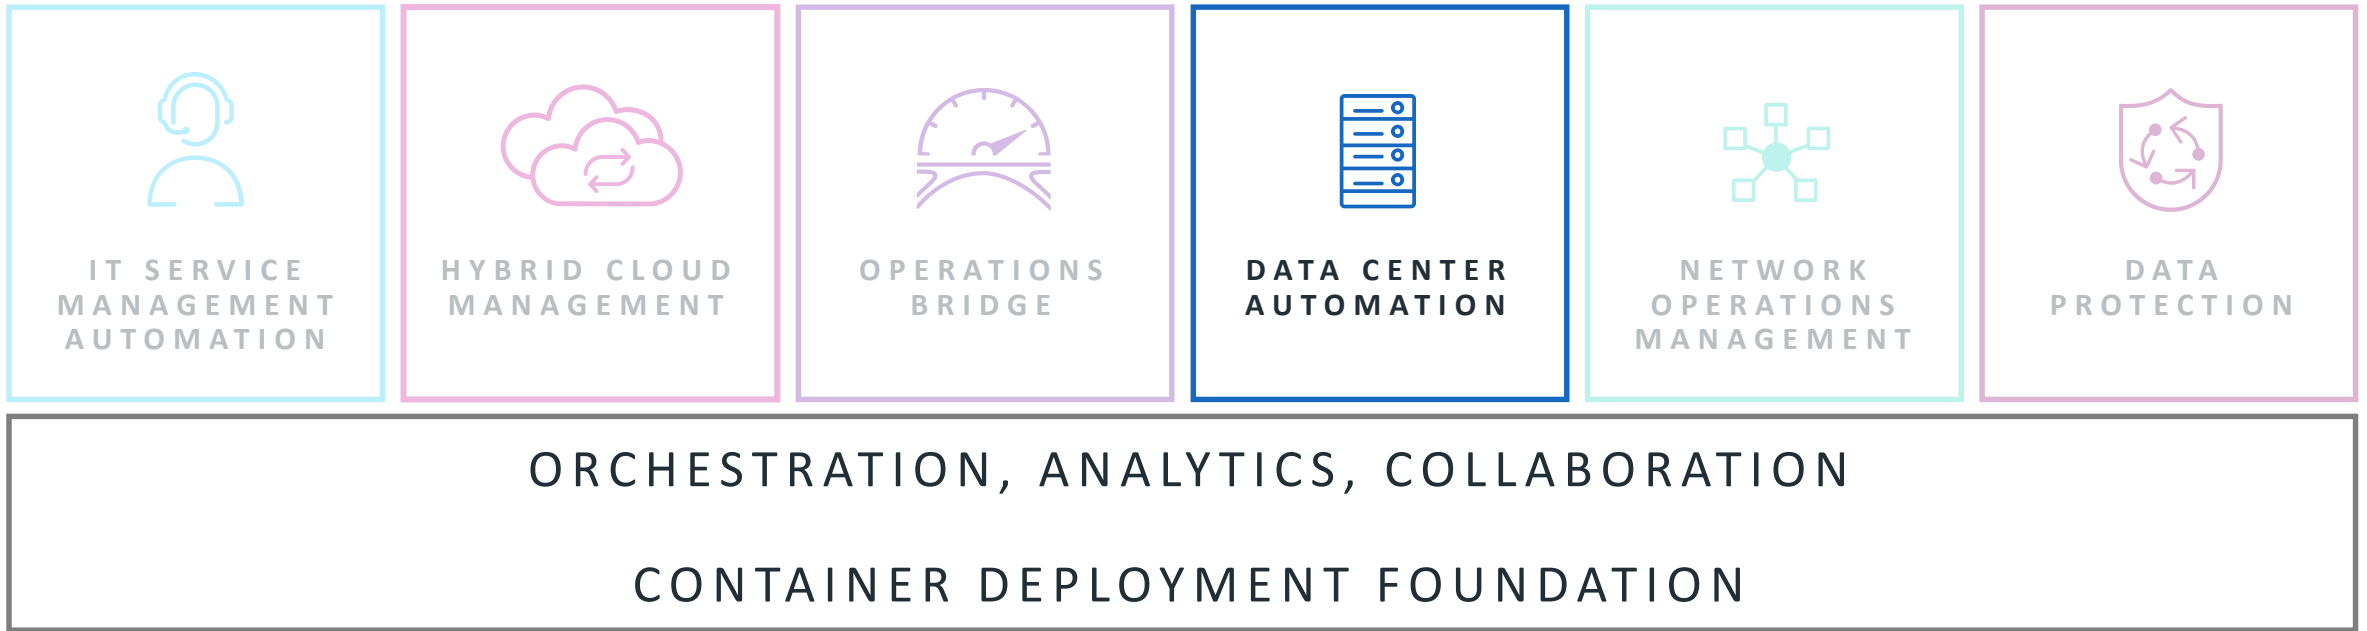 IT SERVICE
MANAGEMENT
AUTOMATION
HYBRID CLOUD
MANAGEMENT
OPERATIONS
BRIDGE
DATA CENTER
AUTOMATION
NETWORK
OPERATIONS
MANAGEMENT
DATA
PROTECTION
ORCHESTRATION, ANALYTICS, COLLABORATION
CONTAINER DEPLOYMENT FOUNDATION